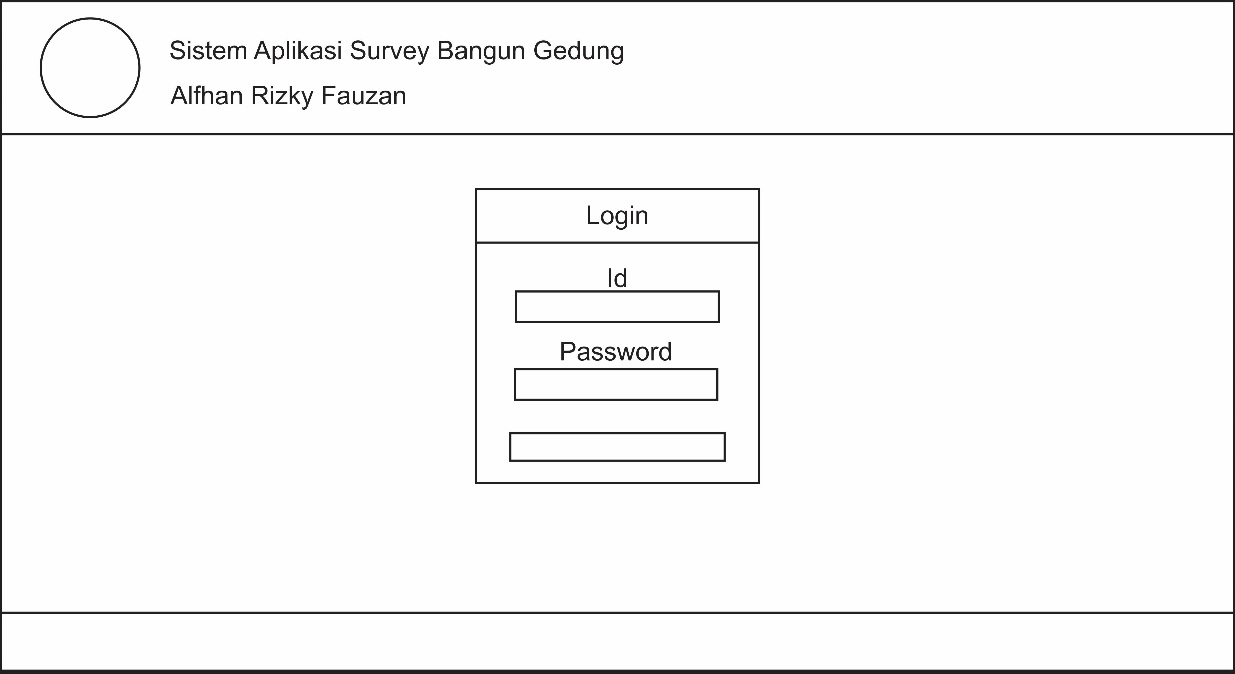 Sistem Aplikasi Survey Bangun Gedung
Alfhan Rizky Fauzan
Login
Id
Password